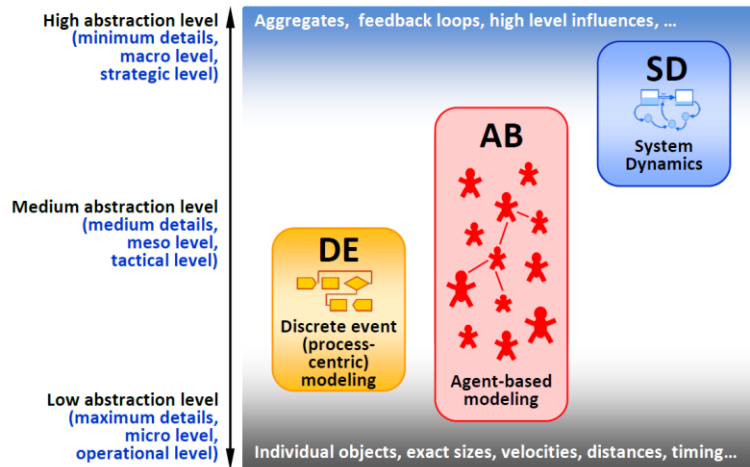 High abstraction level
(minimum details,
macro level,
strategic level)
Medium abstraction level
(medium details,
meso level,
tactical level)
Low abstraction level
(maximum details,
micro level,
operational level)
Aggregates, feedback loops, high level influences, ...
DE
Discrete event
(process-
centric)
modeling
AB
Agent-based
modeling
SD
System
Dynamics
Individual objects, exact sizes, velocities, distances, timing...